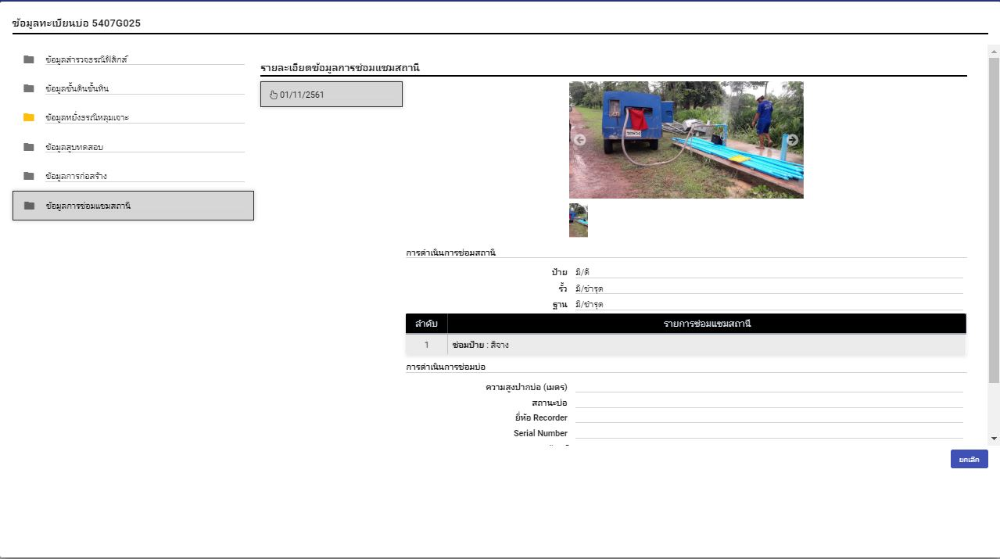 ข้อมูลทะเบียนบ่อ 5407G025
ข้อมูลสำรวจธรณีฟิสิกส์
ข้อมูลชั้นดินชั้นหิน
ข้อมูลหยั่งธรณีหลุมเจาะ
ข้อมูลสูบทดสอบ
ข้อมูลการก่อสร้าง
ข้อมูลการซ่อมแซมสถานี
รายละเอียดข้อมูลการซ่อมแซมสถานี
01/11/2561
การดำเนินการซ่อมสถานี
ป้าย มี/ดี
รั้ว มี/ชำรุด
ฐาน มี/ชำรุด
ลำดับ รายการซ่อมแซมสถานี
1 ซ่อมป้าย : สีจาง
การดำเนินการซ่อมบ่อ
ความสูงปากบ่อ (เมตร)
สถานะบ่อ
ยี่ห้อ Recorder
Serial Number
ยกเลิก